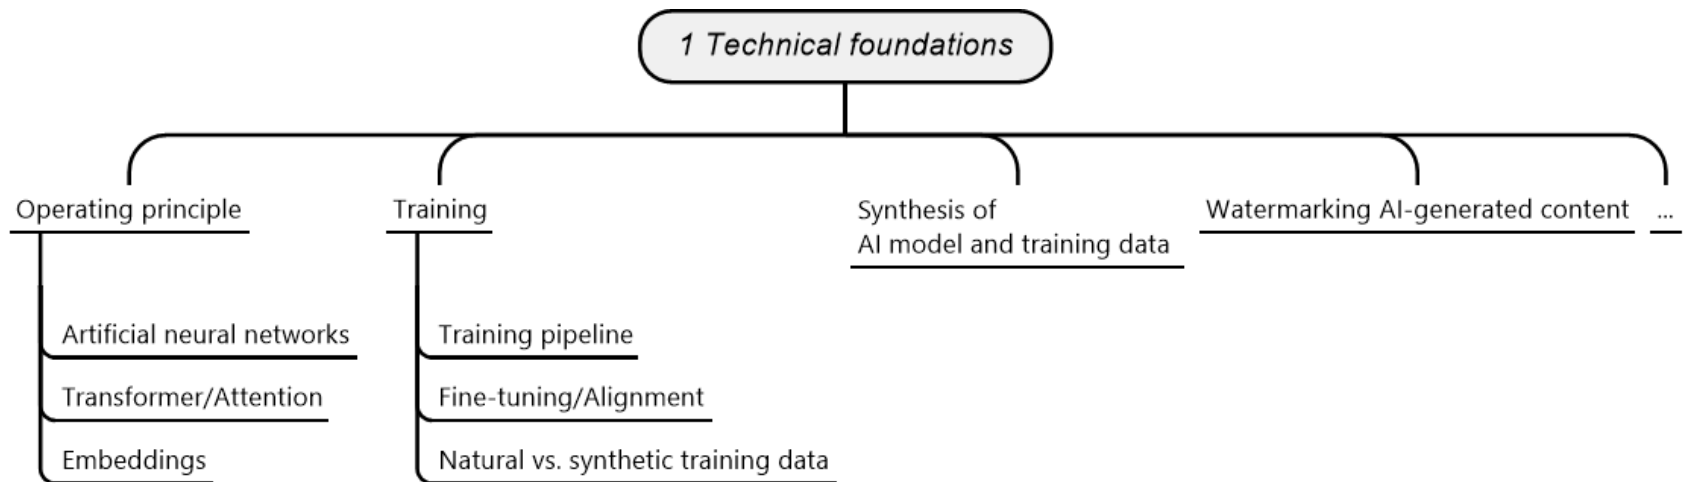 1 Technical foundations
Operating principle
Training
Synthesis of
AI model and training data
Watermarking AI-generated content
...
Artificial neural networks
Transformer/Attention
Embeddings
Training pipeline
Fine-tuning/Alignment
Natural vs. synthetic training data